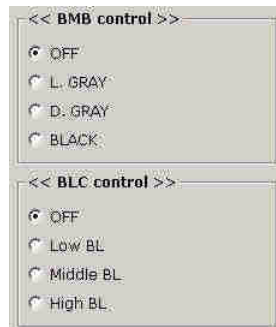 << BMB control >>
OFF
L. GRAY
D. GRAY
BLACK
<< BLC control >>
OFF
Low BL
Middle BL
High BL